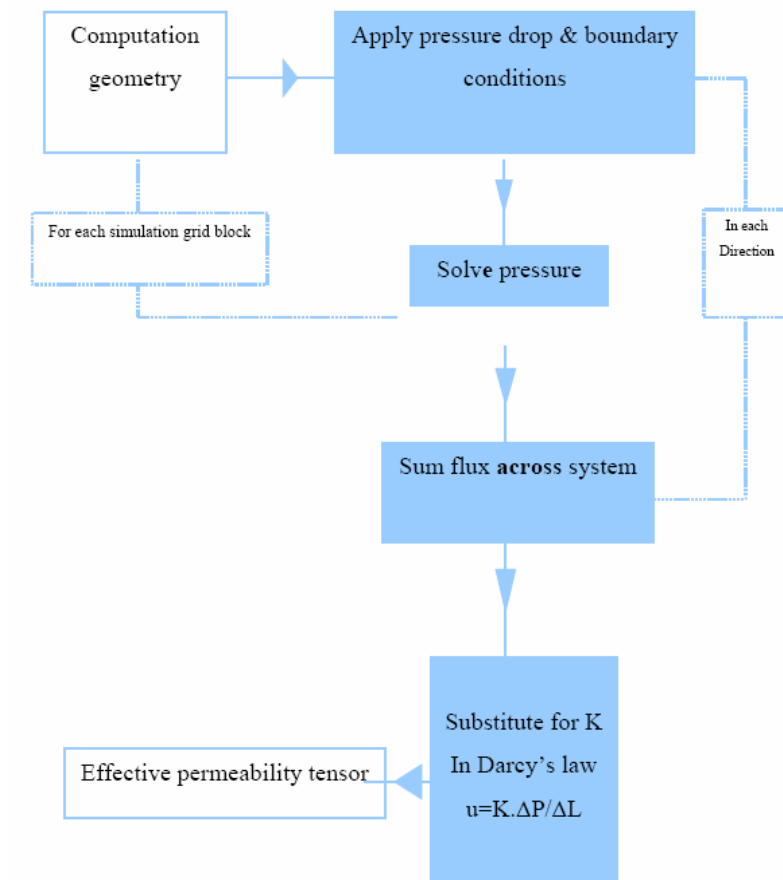 Computation
geometry
Apply pressure drop & boundary
conditions
For each simulation grid block
In each
Direction
Solve pressure
Sum flux across system
Substitute for K
In Darcy’s law
u=K.ΔP/ΔL
Effective permeability tensor